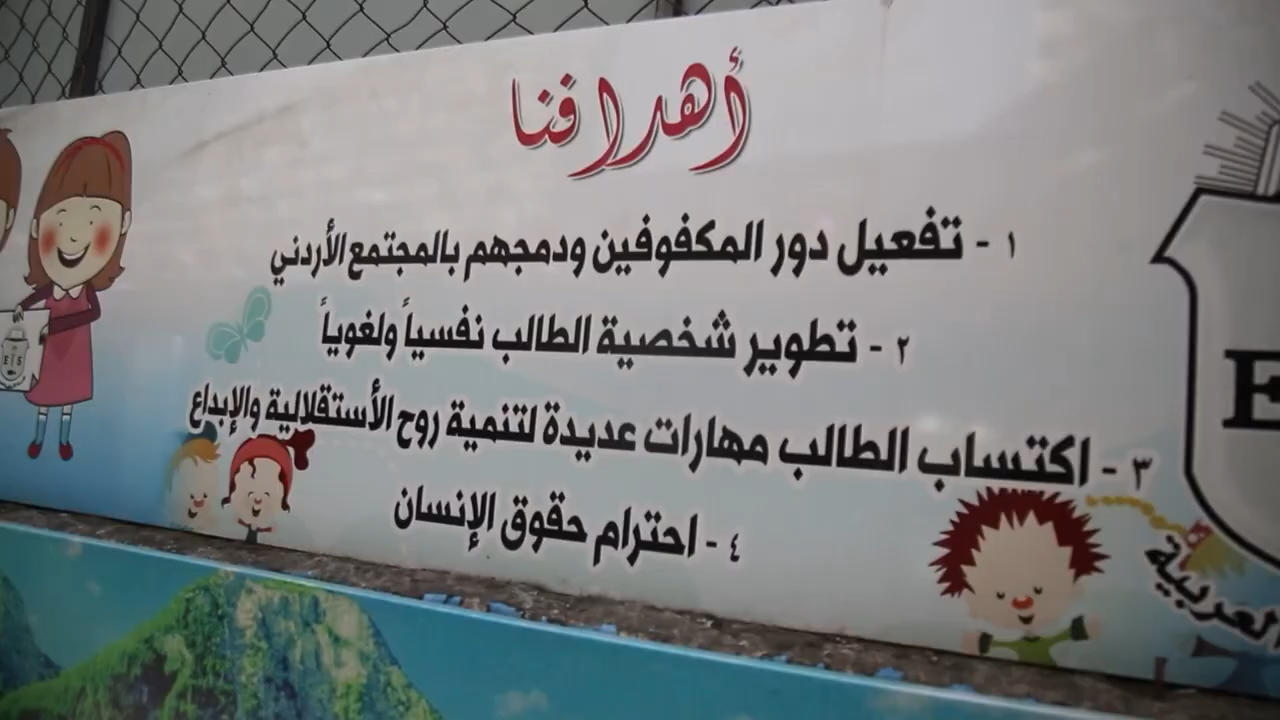 أهدافنا
١ - تفعيل دور المكفوفين ودمجهم بالمجتمع الأردني
٢ - تطوير شخصية الطالب نفسياً ولغوياً
٣ - اكتساب الطالب مهارات عديدة لتنمية روح الأستقلالية والإبداع
٤ - احترام حقوق الإنسان
E
العربية
E S